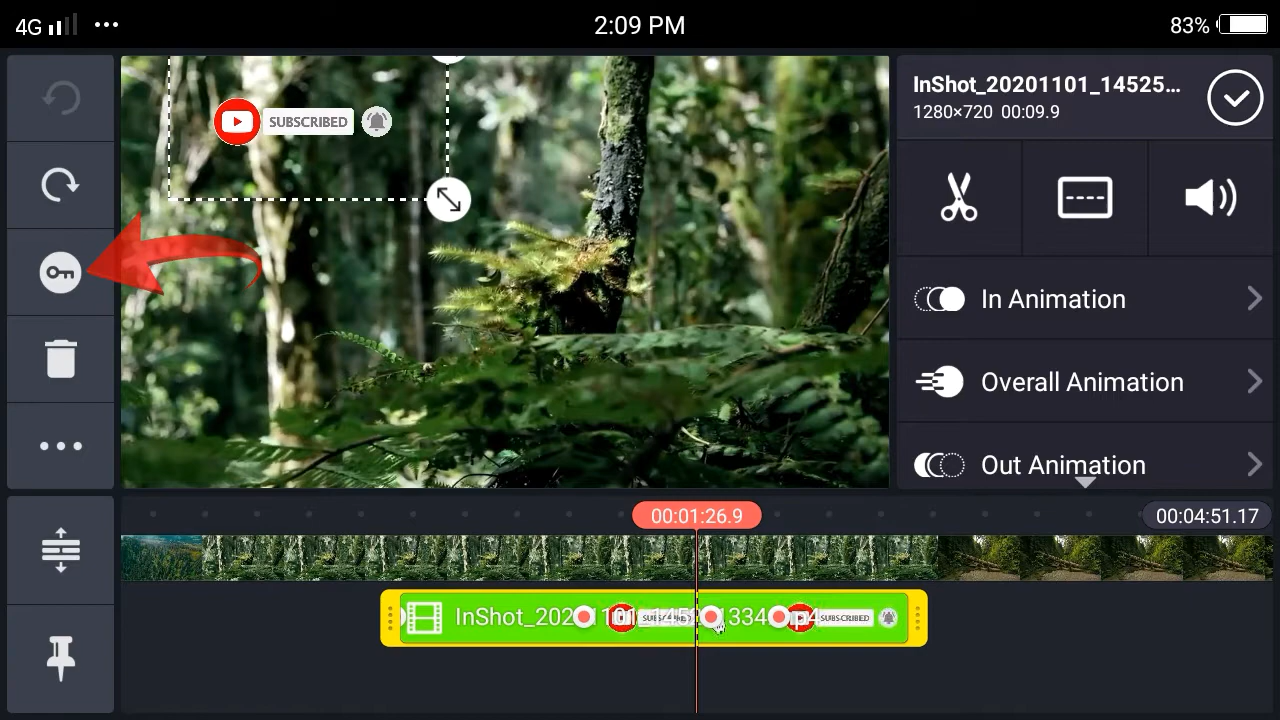 4G
2:09 PM
83%
SUBSCRIBED
InShot_20201101_14525...
1280×720 00:09.9
In Animation
Overall Animation
Out Animation
00:01:26.9
00:04:51.17
SUBSCRIBED